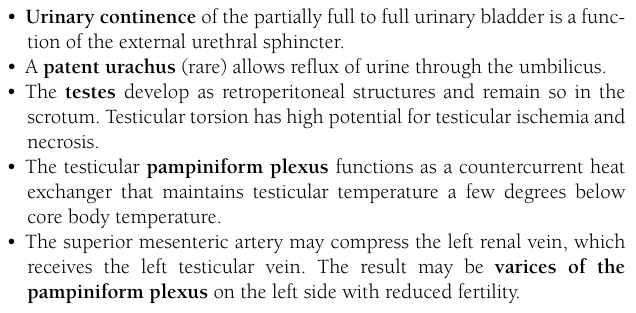 • Urinary continence of the partially full to full urinary bladder is a func-
tion of the external urethral sphincter.
• A patent urachus (rare) allows reflux of urine through the umbilicus.
• The testes develop as retroperitoneal structures and remain so in the
scrotum. Testicular torsion has high potential for testicular ischemia and
necrosis.
• The testicular pampiniform plexus functions as a countercurrent heat
exchanger that maintains testicular temperature a few degrees below
core body temperature.
• The superior mesenteric artery may compress the left renal vein, which
receives the left testicular vein. The result may be varices of the
pampiniform plexus on the left side with reduced fertility.